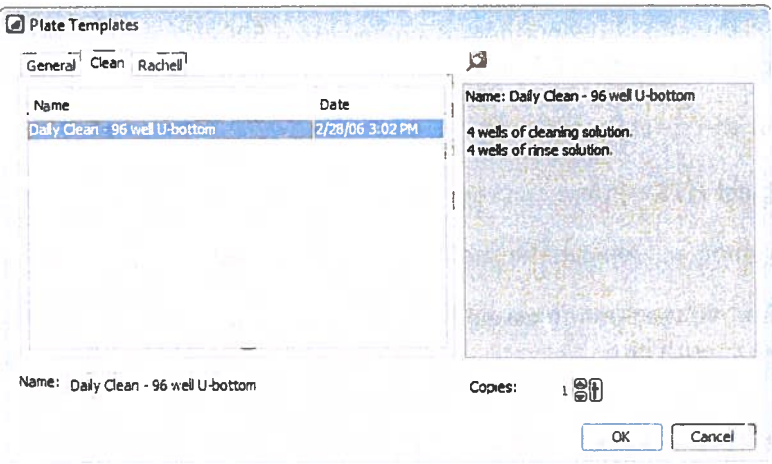 Plate Templates
General Clean Rachell
Name Date
Daily Clean - 96 well U-bottom 2/28/06 3:02 PM
Name: Daily Clean - 96 well U-bottom
4 wells of cleaning solution.
4 wells of rinse solution.
Name: Daily Clean - 96 well U-bottom
Copies: 1
OK Cancel